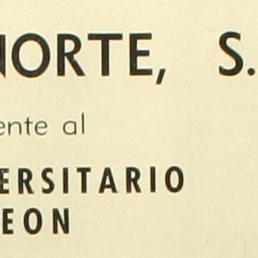 NORTE, S.
ente al
ERSITARIO
EON